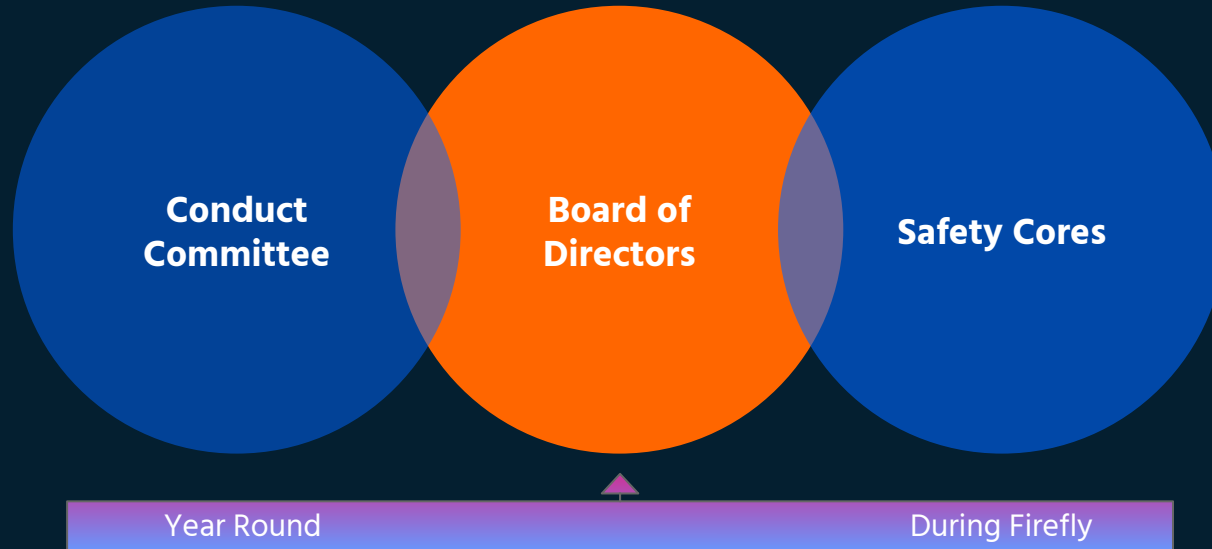 Conduct
Committee
Board of
Directors
Safety Cores
Year Round
During Firefly